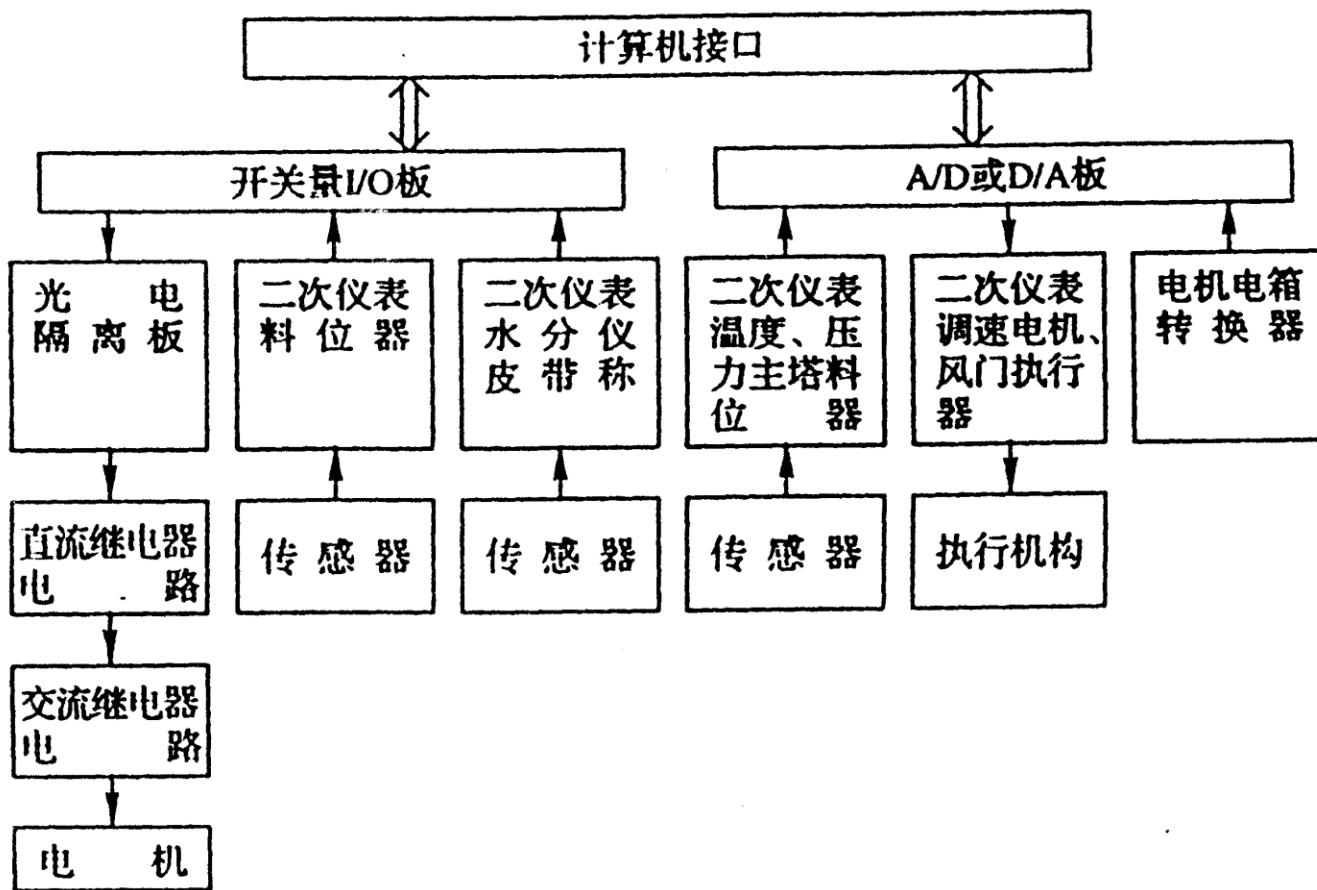 计算机接口
开关量I/O板
A/D或D/A板
光电
隔离板
二次仪表
料位器
二次仪表
水分仪
皮带称
二次仪表
温度、压
力主塔料
位器
二次仪表
调速电机、
风门执行
器
电机电箱
转换器
直流继电器
电路
传感器
传感器
传感器
执行机构
交流继电器
电路
电机